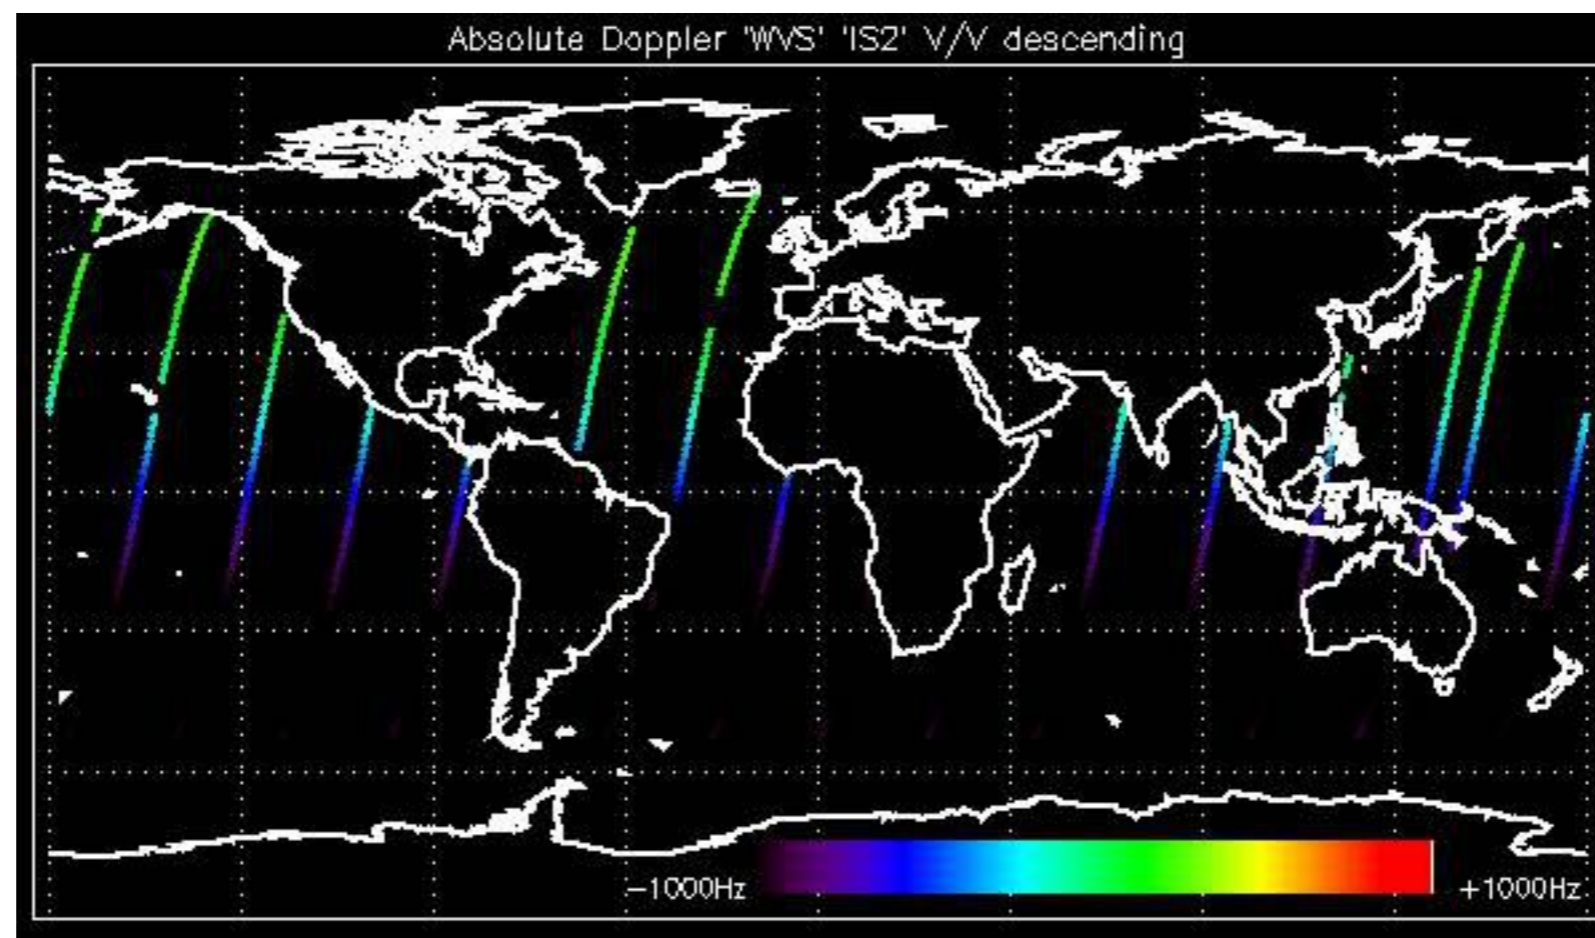 Absolute Doppler 'WVS' 'IS2' V/V descending
−1000Hz +1000Hz